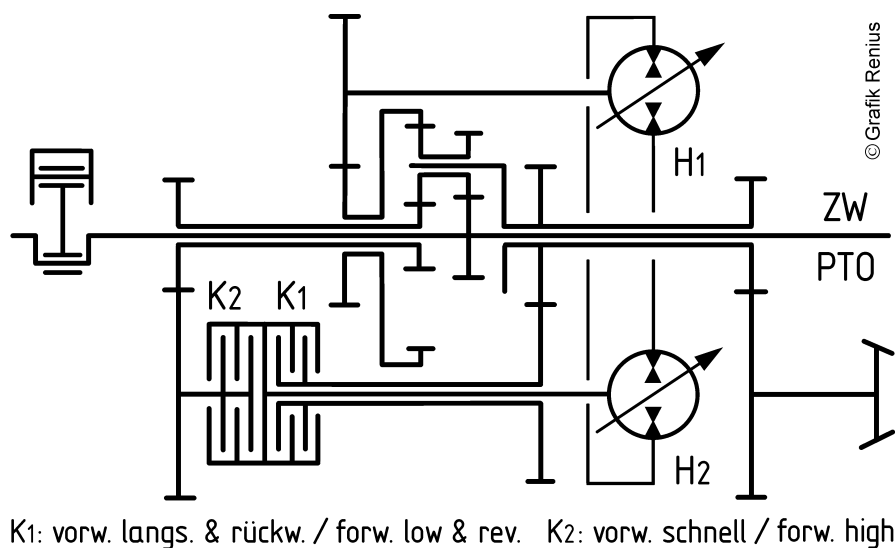 © Grafik Renius
H1
ZW
PTO
K2 K1
H2
K1: vorw. langs. & rückw. / forw. low & rev. K2: vorw. schnell / forw. high